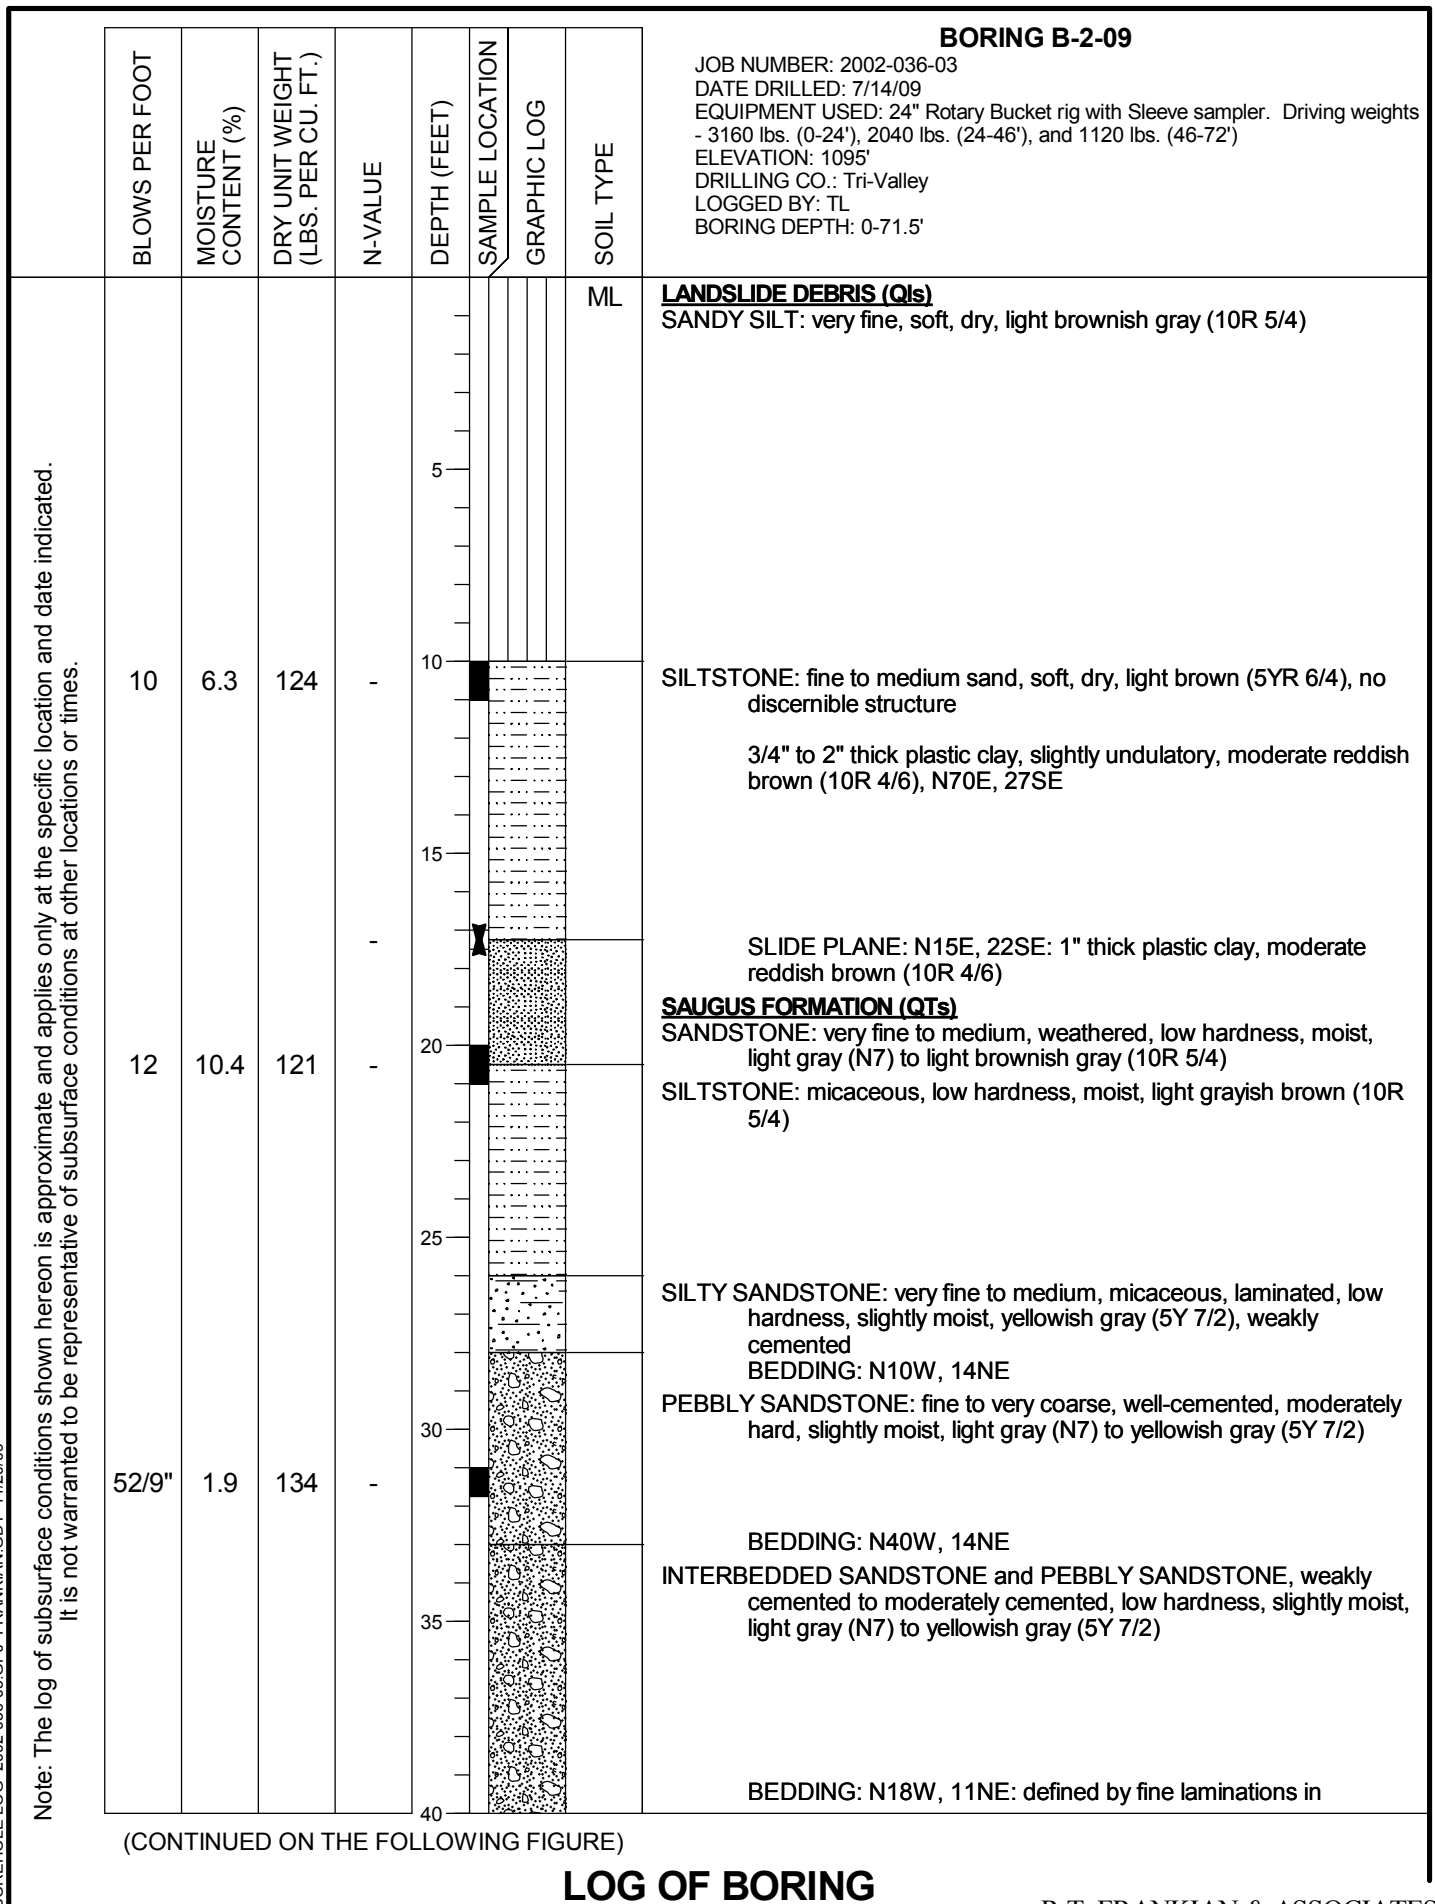 BORING B-2-09
JOB NUMBER: 2002-036-03
DATE DRILLED: 7/14/09
EQUIPMENT USED: 24" Rotary Bucket rig with Sleeve sampler. Driving weights
- 3160 lbs. (0-24'), 2040 lbs. (24-46'), and 1120 lbs. (46-72')
ELEVATION: 1095'
DRILLING CO.: Tri-Valley
LOGGED BY: TL
BORING DEPTH: 0-71.5'
BLOWS PER FOOT
MOISTURE
CONTENT (%)
DRY UNIT WEIGHT
(LBS. PER CU. FT.)
N-VALUE
DEPTH (FEET)
SAMPLE LOCATION
GRAPHIC LOG
SOIL TYPE
ML
LANDSLIDE DEBRIS (Qls)
SANDY SILT: very fine, soft, dry, light brownish gray (10R 5/4)
5
10
10 6.3 124 -
SILTSTONE: fine to medium sand, soft, dry, light brown (5YR 6/4), no
discernible structure
3/4" to 2" thick plastic clay, slightly undulatory, moderate reddish
brown (10R 4/6), N70E, 27SE
15
-
SLIDE PLANE: N15E, 22SE: 1" thick plastic clay, moderate
reddish brown (10R 4/6)
SAUGUS FORMATION (QTs)
SANDSTONE: very fine to medium, weathered, low hardness, moist,
light gray (N7) to light brownish gray (10R 5/4)
20
12 10.4 121 -
SILTSTONE: micaceous, low hardness, moist, light grayish brown (10R
5/4)
25
SILTY SANDSTONE: very fine to medium, micaceous, laminated, low
hardness, slightly moist, yellowish gray (5Y 7/2), weakly
cemented
BEDDING: N10W, 14NE
PEBBLY SANDSTONE: fine to very coarse, well-cemented, moderately
hard, slightly moist, light gray (N7) to yellowish gray (5Y 7/2)
30
52/9" 1.9 134 -
BEDDING: N40W, 14NE
INTERBEDDED SANDSTONE and PEBBLY SANDSTONE, weakly
cemented to moderately cemented, low hardness, slightly moist,
light gray (N7) to yellowish gray (5Y 7/2)
35
BEDDING: N18W, 11NE: defined by fine laminations in
40
Note: The log of subsurface conditions shown hereon is approximate and applies only at the specific location and date indicated.
It is not warranted to be representative of subsurface conditions at other locations or times.
(CONTINUED ON THE FOLLOWING FIGURE)
LOG OF BORING